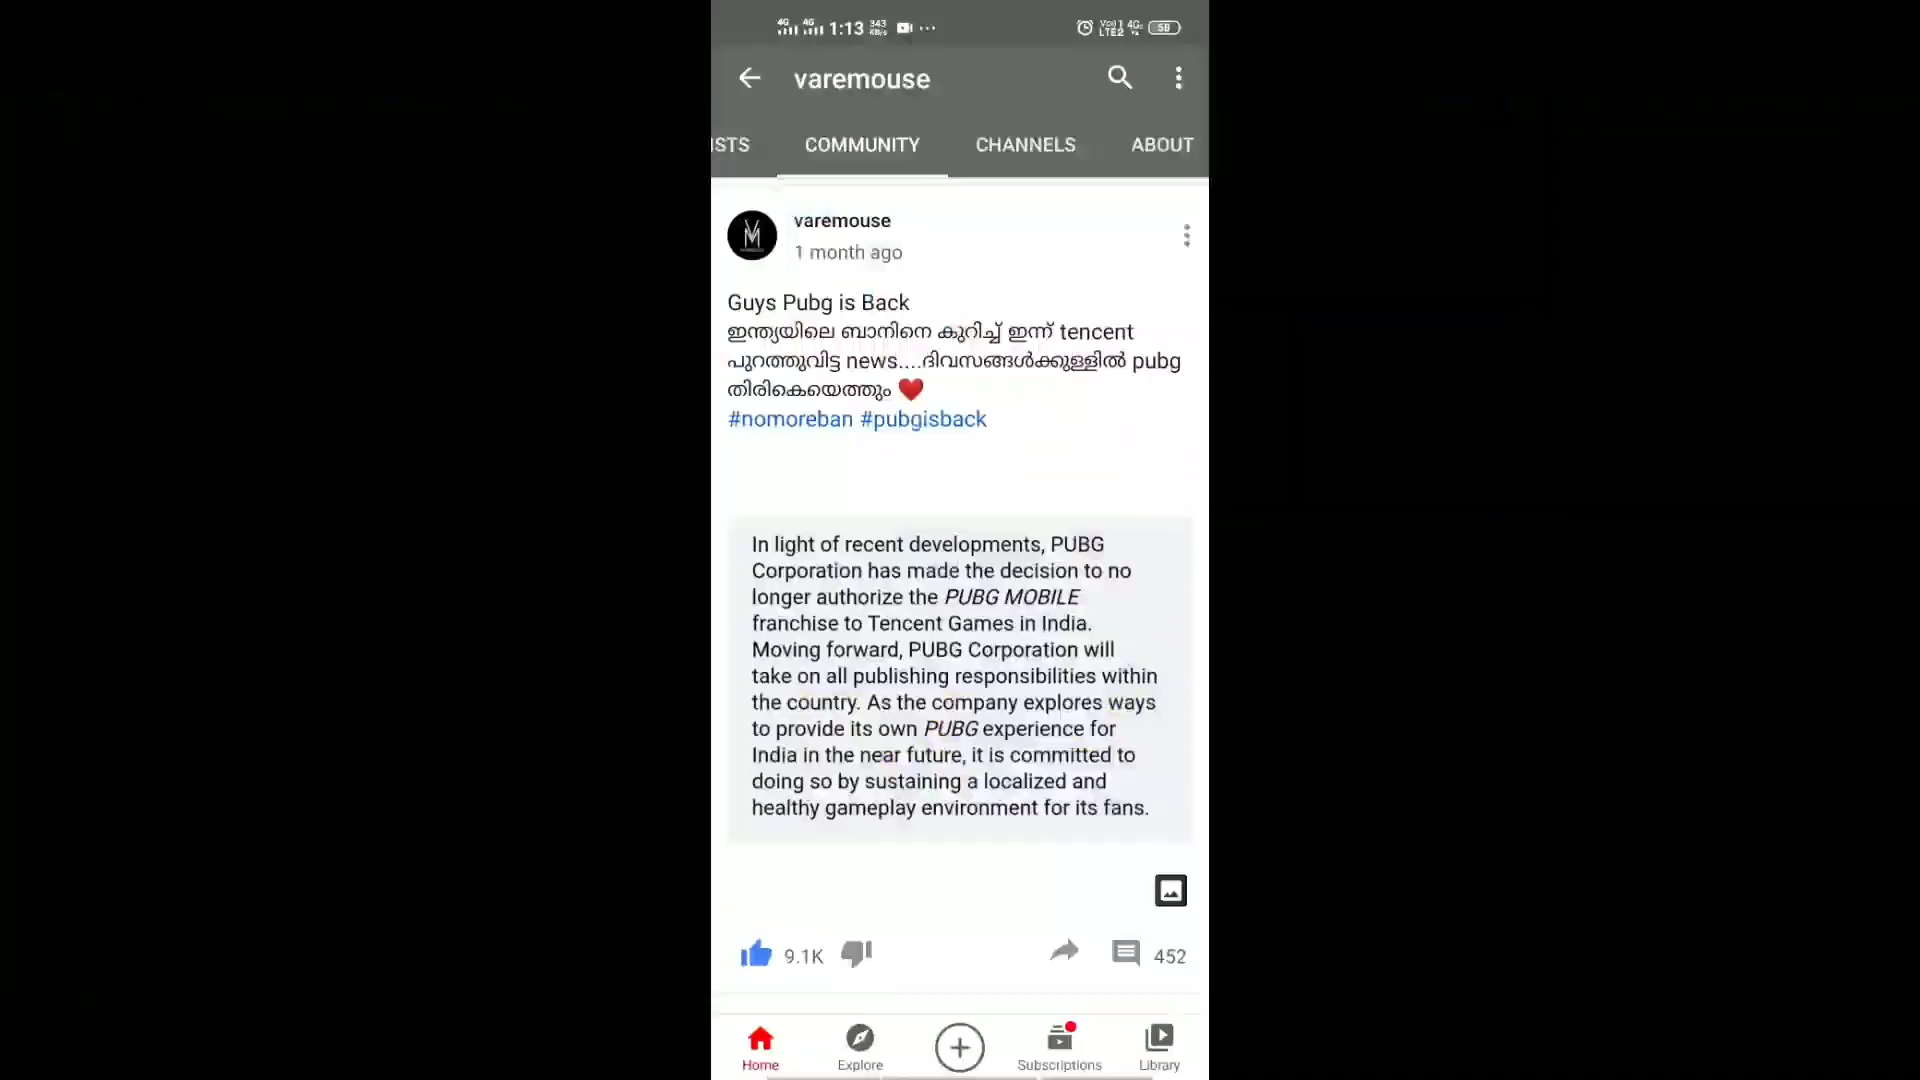 4G 4G 1:13 343 KB/s 58
varemouse
ISTS COMMUNITY CHANNELS ABOUT
varemouse
1 month ago
Guys Pubg is Back
ഇന്ത്യയിലെ ബാനിനെ കുറിച്ച് ഇന്ന് tencent
പുറത്തുവിട്ട news....ദിവസങ്ങൾക്കുള്ളിൽ pubg
തിരികെയെത്തും ❤️
#nomoreban #pubgisback
In light of recent developments, PUBG
Corporation has made the decision to no
longer authorize the PUBG MOBILE
franchise to Tencent Games in India.
Moving forward, PUBG Corporation will
take on all publishing responsibilities within
the country. As the company explores ways
to provide its own PUBG experience for
India in the near future, it is committed to
doing so by sustaining a localized and
healthy gameplay environment for its fans.
9.1K 452
Home Explore Subscriptions Library